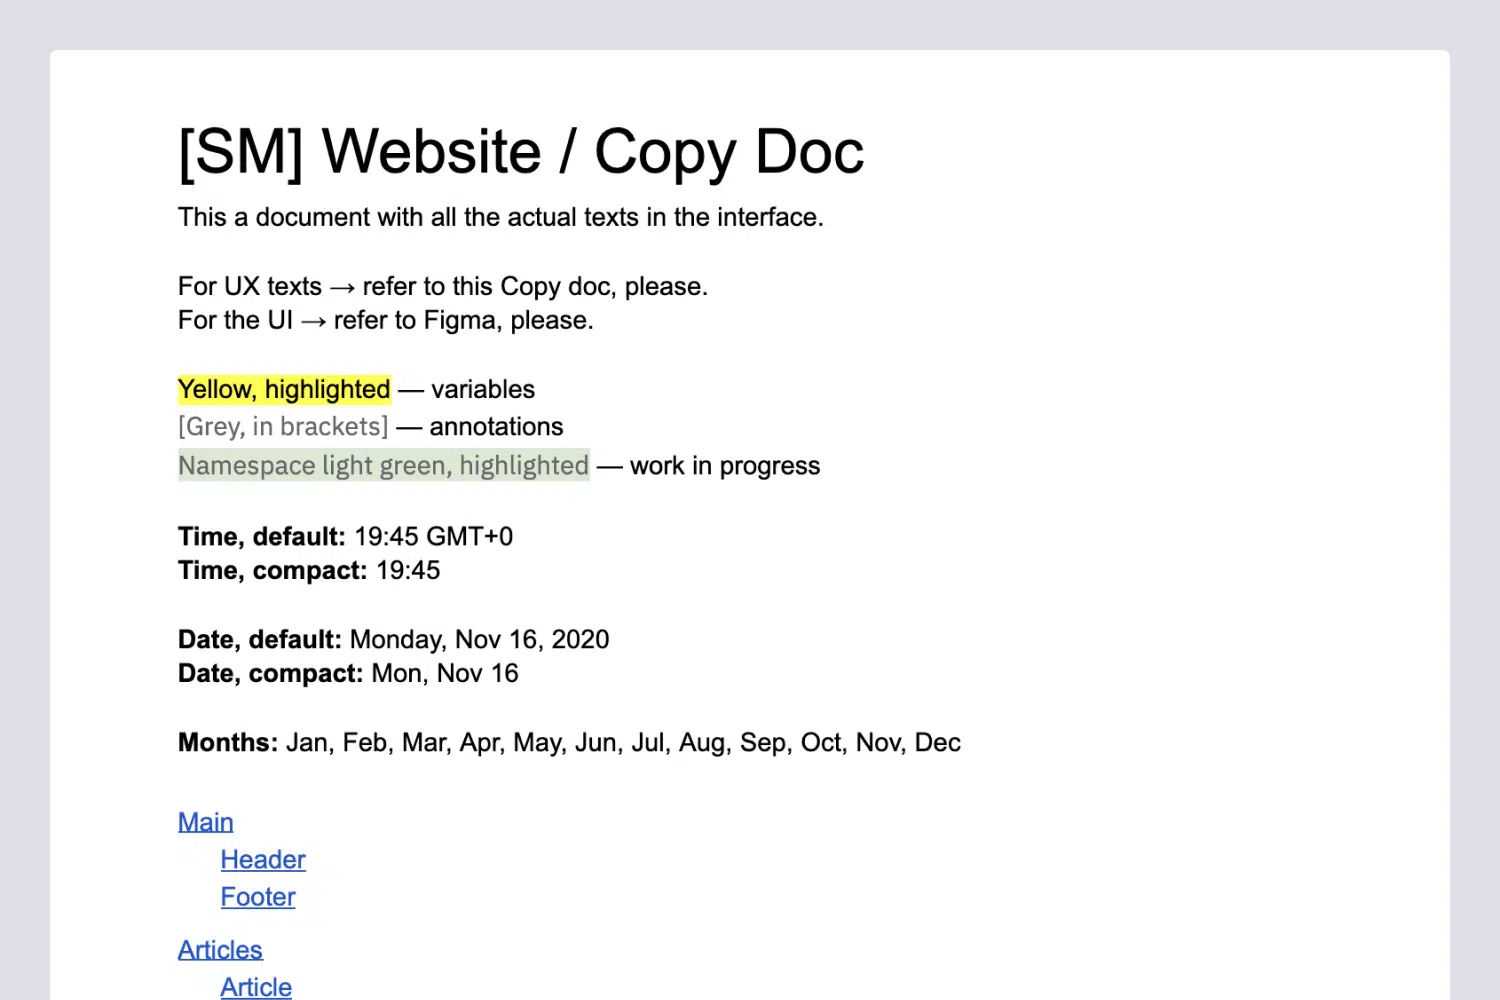 [SM] Website / Copy Doc
This a document with all the actual texts in the interface.
For UX texts → refer to this Copy doc, please.
For the UI → refer to Figma, please.
Yellow, highlighted — variables
[Grey, in brackets] — annotations
Namespace light green, highlighted — work in progress
Time, default: 19:45 GMT+0
Time, compact: 19:45
Date, default: Monday, Nov 16, 2020
Date, compact: Mon, Nov 16
Months: Jan, Feb, Mar, Apr, May, Jun, Jul, Aug, Sep, Oct, Nov, Dec
Main
Header
Footer
Articles
Article